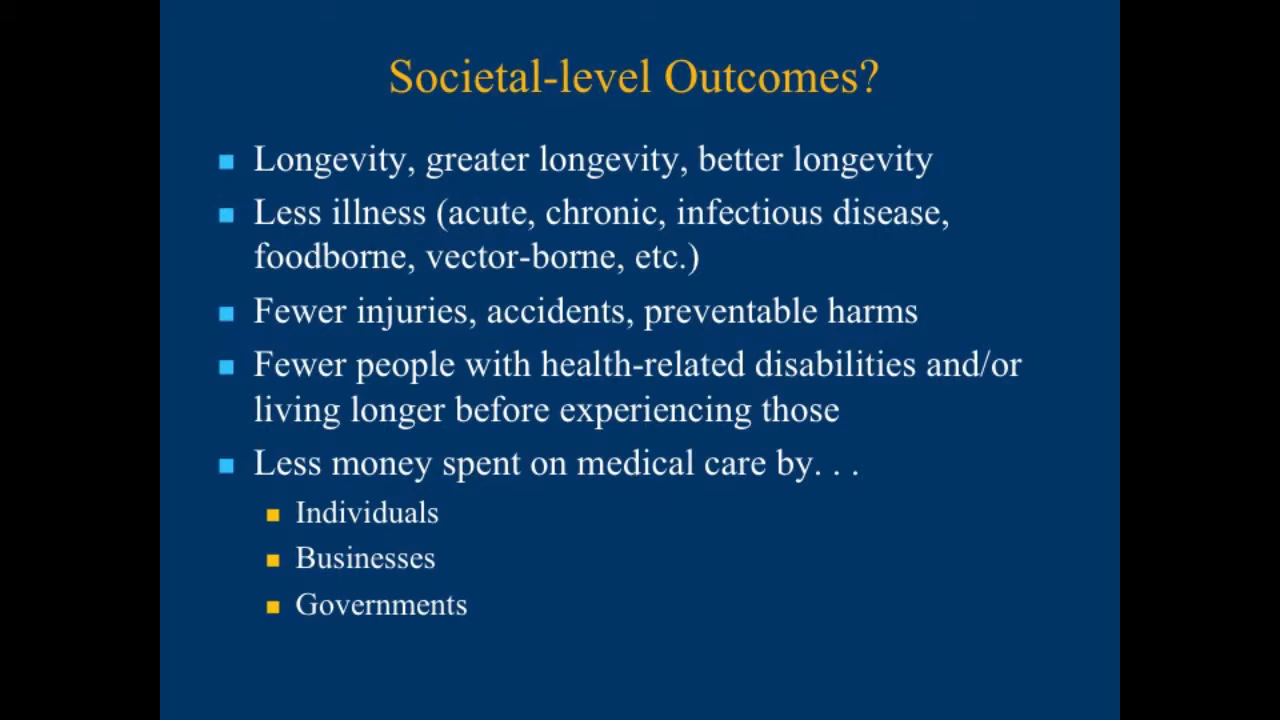 Societal-level Outcomes?
Longevity, greater longevity, better longevity
Less illness (acute, chronic, infectious disease,
foodborne, vector-borne, etc.)
Fewer injuries, accidents, preventable harms
Fewer people with health-related disabilities and/or
living longer before experiencing those
Less money spent on medical care by. . .
Individuals
Businesses
Governments